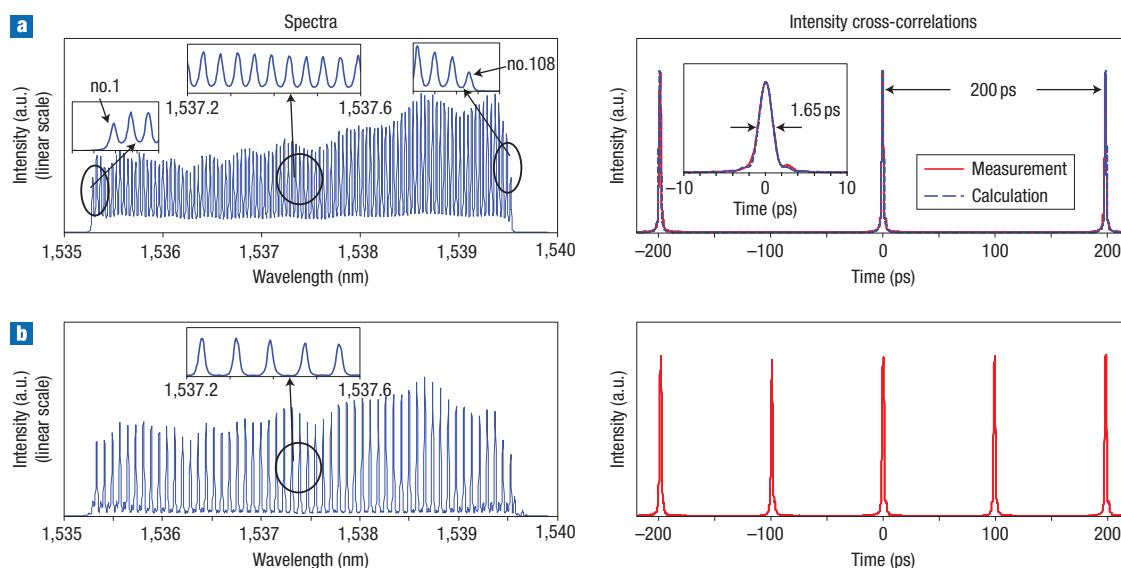 a
Spectra
Intensity cross-correlations
Intensity (a.u.)
(linear scale)
no.1
1,537.2
1,537.6
no.108
1,535
1,536
1,537
1,538
1,539
1,540
Wavelength (nm)
Intensity (a.u.)
1.65 ps
−10
0
10
Time (ps)
200 ps
Measurement
Calculation
−200
−100
0
100
200
Time (ps)
b
Intensity (a.u.)
(linear scale)
1,537.2
1,537.6
1,535
1,536
1,537
1,538
1,539
1,540
Wavelength (nm)
Intensity (a.u.)
−200
−100
0
100
200
Time (ps)